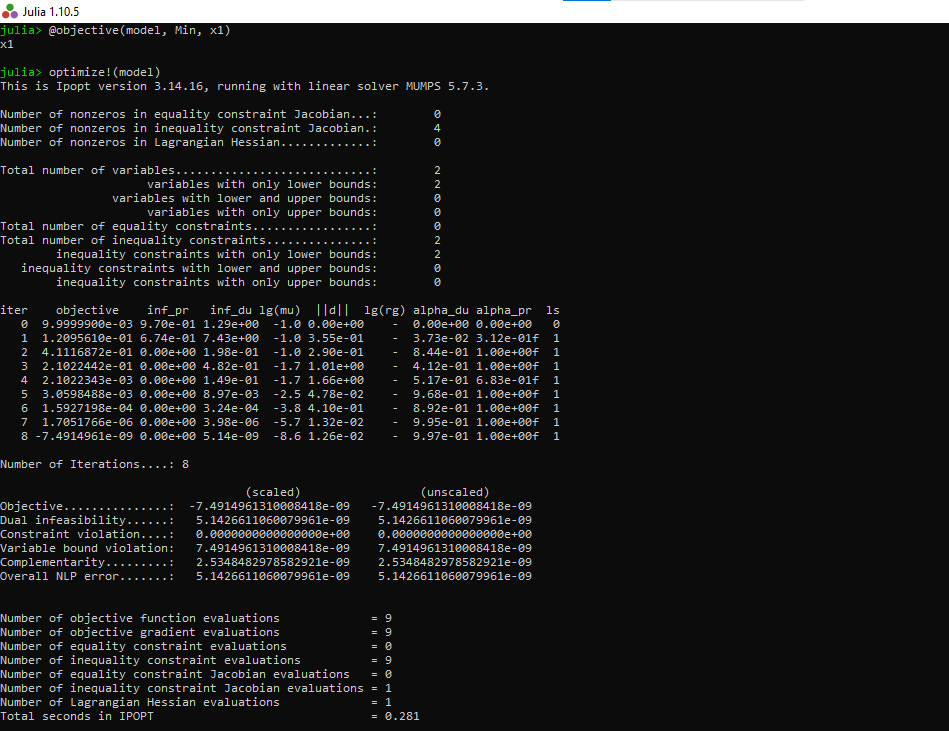 Julia 1.10.5
julia> @objective(model, Min, x1)
x1
julia> optimize!(model)
This is Ipopt version 3.14.16, running with linear solver MUMPS 5.7.3.
Number of nonzeros in equality constraint Jacobian...: 0
Number of nonzeros in inequality constraint Jacobian.: 4
Number of nonzeros in Lagrangian Hessian.............: 0
Total number of variables............................: 2
variables with only lower bounds: 2
variables with lower and upper bounds: 0
variables with only upper bounds: 0
Total number of equality constraints.................: 0
Total number of inequality constraints...............: 2
inequality constraints with only lower bounds: 2
inequality constraints with lower and upper bounds: 0
inequality constraints with only upper bounds: 0
iter objective inf_pr inf_du lg(mu) ||d|| lg(rg) alpha_du alpha_pr ls
0 9.9999900e-03 9.70e-01 1.29e+00 -1.0 0.00e+00 - 0.00e+00 0.00e+00 0
1 1.2095610e-01 6.74e-01 7.43e+00 -1.0 3.55e-01 - 3.73e-02 3.12e-01f 1
2 4.1116872e-01 0.00e+00 1.98e-01 -1.0 2.90e-01 - 8.44e-01 1.00e+00f 1
3 2.1022442e-01 0.00e+00 4.82e-01 -1.7 1.01e+00 - 4.12e-01 1.00e+00f 1
4 2.1022343e-03 0.00e+00 1.49e-01 -1.7 1.66e+00 - 5.17e-01 6.83e-01f 1
5 3.0598488e-03 0.00e+00 8.97e-03 -2.5 4.78e-02 - 9.68e-01 1.00e+00f 1
6 1.5927198e-04 0.00e+00 3.24e-04 -3.8 4.10e-01 - 8.92e-01 1.00e+00f 1
7 1.7051766e-06 0.00e+00 3.98e-06 -5.7 1.32e-02 - 9.95e-01 1.00e+00f 1
8 -7.4914961e-09 0.00e+00 5.14e-09 -8.6 1.26e-02 - 9.97e-01 1.00e+00f 1
Number of Iterations....: 8
(scaled) (unscaled)
Objective...............: -7.4914961310008418e-09 -7.4914961310008418e-09
Dual infeasibility......: 5.1426611060079961e-09 5.1426611060079961e-09
Constraint violation....: 0.0000000000000000e+00 0.0000000000000000e+00
Variable bound violation: 7.4914961310008418e-09 7.4914961310008418e-09
Complementarity.........: 2.5348482978582921e-09 2.5348482978582921e-09
Overall NLP error.......: 5.1426611060079961e-09 5.1426611060079961e-09
Number of objective function evaluations = 9
Number of objective gradient evaluations = 9
Number of equality constraint evaluations = 0
Number of inequality constraint evaluations = 9
Number of equality constraint Jacobian evaluations = 0
Number of inequality constraint Jacobian evaluations = 1
Number of Lagrangian Hessian evaluations = 1
Total seconds in IPOPT = 0.281